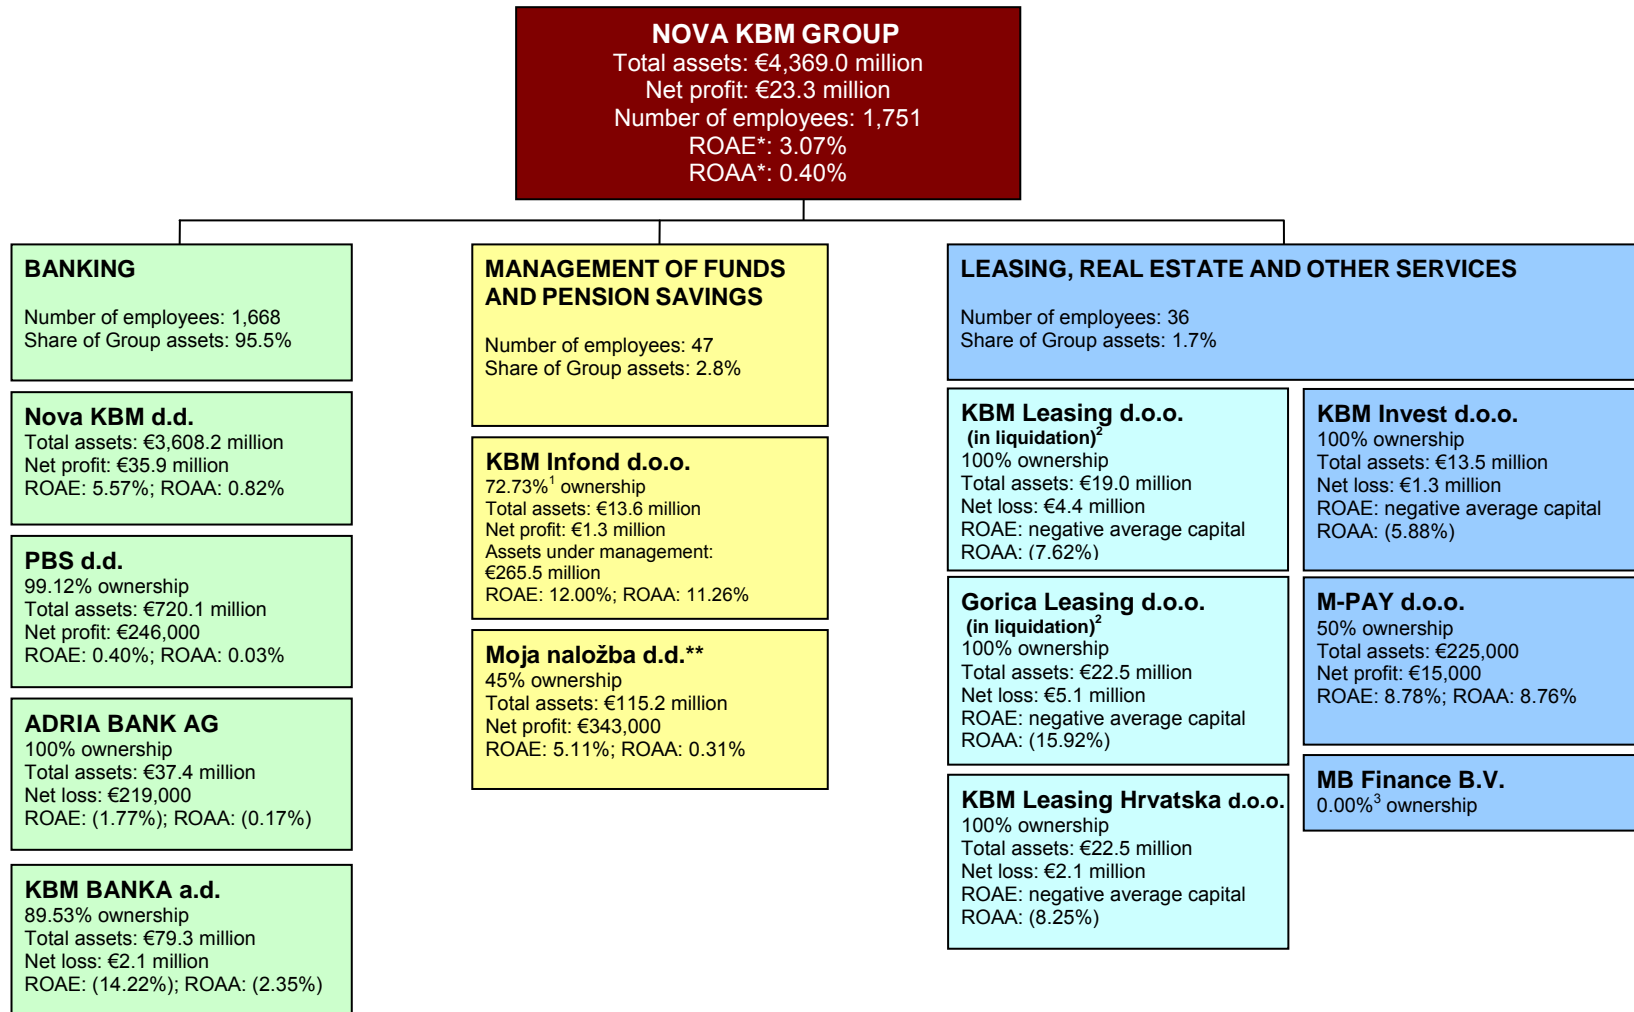 NOVA KBM GROUP
Total assets: €4,369.0 million
Net profit: €23.3 million
Number of employees: 1,751
ROAE*: 3.07%
ROAA*: 0.40%
BANKING
Number of employees: 1,668
Share of Group assets: 95.5%
Nova KBM d.d.
Total assets: €3,608.2 million
Net profit: €35.9 million
ROAE: 5.57%; ROAA: 0.82%
PBS d.d.
99.12% ownership
Total assets: €720.1 million
Net profit: €246,000
ROAE: 0.40%; ROAA: 0.03%
ADRIA BANK AG
100% ownership
Total assets: €37.4 million
Net loss: €219,000
ROAE: (1.77%); ROAA: (0.17%)
KBM BANKA a.d.
89.53% ownership
Total assets: €79.3 million
Net loss: €2.1 million
ROAE: (14.22%); ROAA: (2.35%)
MANAGEMENT OF FUNDS
AND PENSION SAVINGS
Number of employees: 47
Share of Group assets: 2.8%
KBM Infond d.o.o.
72.73%¹ ownership
Total assets: €13.6 million
Net profit: €1.3 million
Assets under management:
€265.5 million
ROAE: 12.00%; ROAA: 11.26%
Moja naložba d.d.**
45% ownership
Total assets: €115.2 million
Net profit: €343,000
ROAE: 5.11%; ROAA: 0.31%
LEASING, REAL ESTATE AND OTHER SERVICES
Number of employees: 36
Share of Group assets: 1.7%
KBM Leasing d.o.o.
(in liquidation)²
100% ownership
Total assets: €19.0 million
Net loss: €4.4 million
ROAE: negative average capital
ROAA: (7.62%)
Gorica Leasing d.o.o.
(in liquidation)²
100% ownership
Total assets: €22.5 million
Net loss: €5.1 million
ROAE: negative average capital
ROAA: (15.92%)
KBM Leasing Hrvatska d.o.o.
100% ownership
Total assets: €22.5 million
Net loss: €2.1 million
ROAE: negative average capital
ROAA: (8.25%)
KBM Invest d.o.o.
100% ownership
Total assets: €13.5 million
Net loss: €1.3 million
ROAE: negative average capital
ROAA: (5.88%)
M-PAY d.o.o.
50% ownership
Total assets: €225,000
Net profit: €15,000
ROAE: 8.78%; ROAA: 8.76%
MB Finance B.V.
0.00%³ ownership